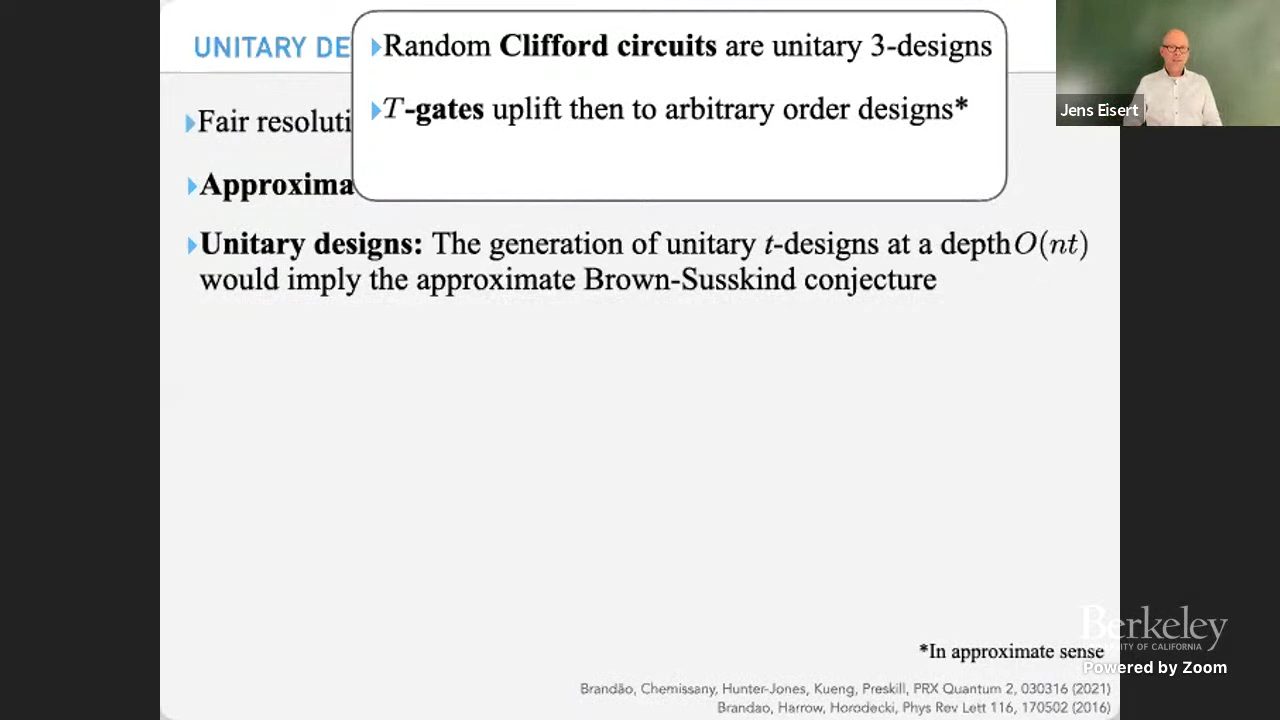 UNITARY DE
▸Random Clifford circuits are unitary 3-designs
▸T-gates uplift then to arbitrary order designs*
▸Fair resoluti
▸Approxima
▸Unitary designs: The generation of unitary t-designs at a depth O(nt)
would imply the approximate Brown-Susskind conjecture
Jens Eisert
*In approximate sense
Berkeley
ITY OF CALIFORNIA
Powered by Zoom
Brandão, Chemissany, Hunter-Jones, Kueng, Preskill, PRX Quantum 2, 030316 (2021)
Brandao, Harrow, Horodecki, Phys Rev Lett 116, 170502 (2016)